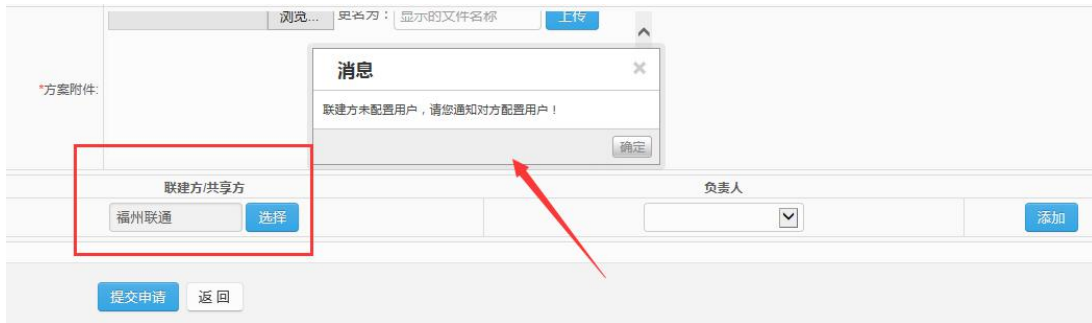 浏览... 更名为：显示的文件名称 上传
消息
*方案附件:
联建方未配置用户，请您通知对方配置用户！
确定
联建方/共享方 负责人
福州联通 选择 添加
提交申请 返回